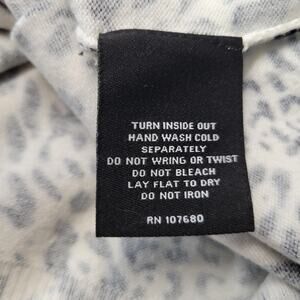 TURN INSIDE OUT
HAND WASH COLD
SEPARATELY
DO NOT WRING OR TWIST
DO NOT BLEACH
LAY FLAT TO DRY
DO NOT IRON
RN 107680